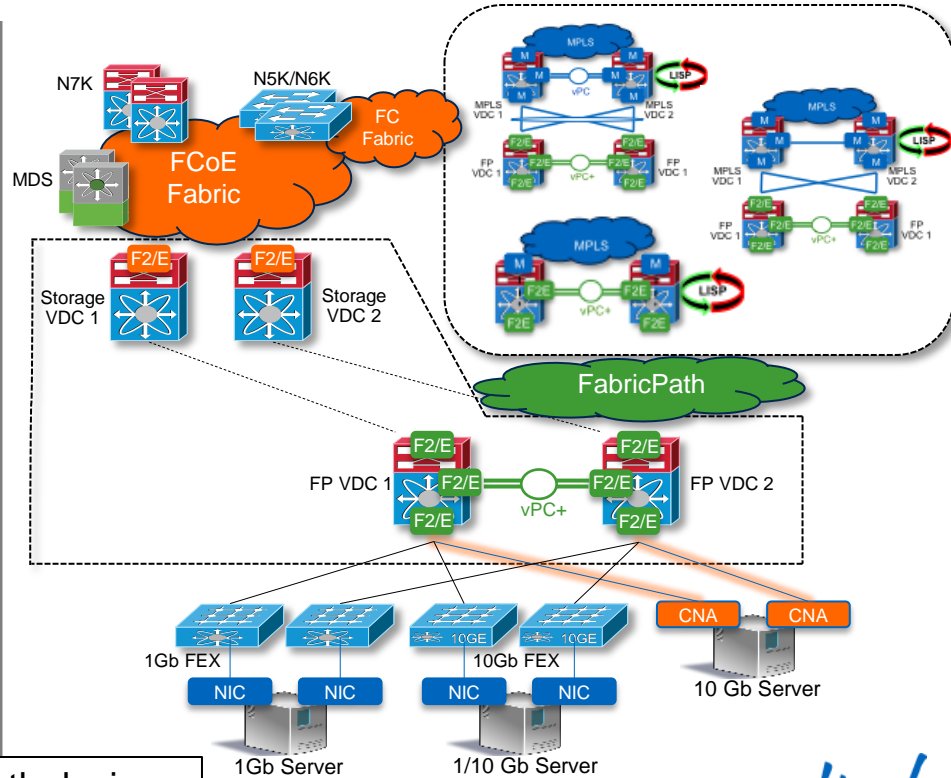 N7K
N5K/N6K
FC
Fabric
FCoE
Fabric
MDS
F2/E
F2/E
Storage
VDC 1
Storage
VDC 2
MPLS
M
M
M
M
vPC
LISP
M
M
MPLS
VDC 1
MPLS
VDC 2
F2/E
F2/E
FP
VDC 1
F2/E
F2/E
vPC+
FP
VDC 1
F2/E
F2/E
MPLS
M
M
M
M
LISP
M
M
MPLS
VDC 1
MPLS
VDC 2
F2/E
F2/E
FP
VDC 1
F2/E
F2/E
vPC+
FP
VDC 1
F2/E
F2/E
MPLS
M
M
F2E
F2E
vPC+
LISP
F2E
F2E
FabricPath
F2/E
F2/E
FP VDC 1
F2/E
F2/E
FP VDC 2
vPC+
F2/E
F2/E
CNA
CNA
10GE
10GE
1Gb FEX
10Gb FEX
NIC
NIC
NIC
NIC
10 Gb Server
1Gb Server
1/10 Gb Server